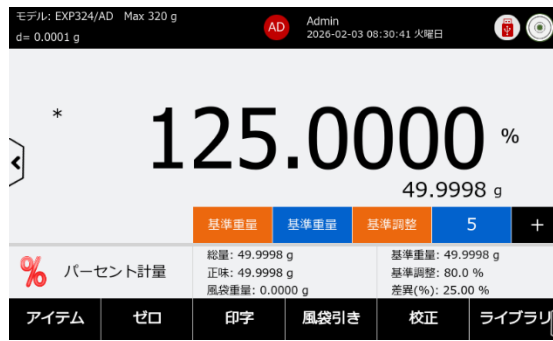 モデル: EXP324/AD Max 320 g
d= 0.0001 g
AD
Admin
2026-02-03 08:30:41 火曜日
*
125.0000 %
49.9998 g
基準重量 基準重量 基準調整 5 +
パーセント計量
総量: 49.9998 g
正味: 49.9998 g
風袋重量: 0.0000 g
基準重量: 49.9998 g
基準調整: 80.0 %
差異(%): 25.00 %
アイテム ゼロ 印字 風袋引き 校正 ライブラリ